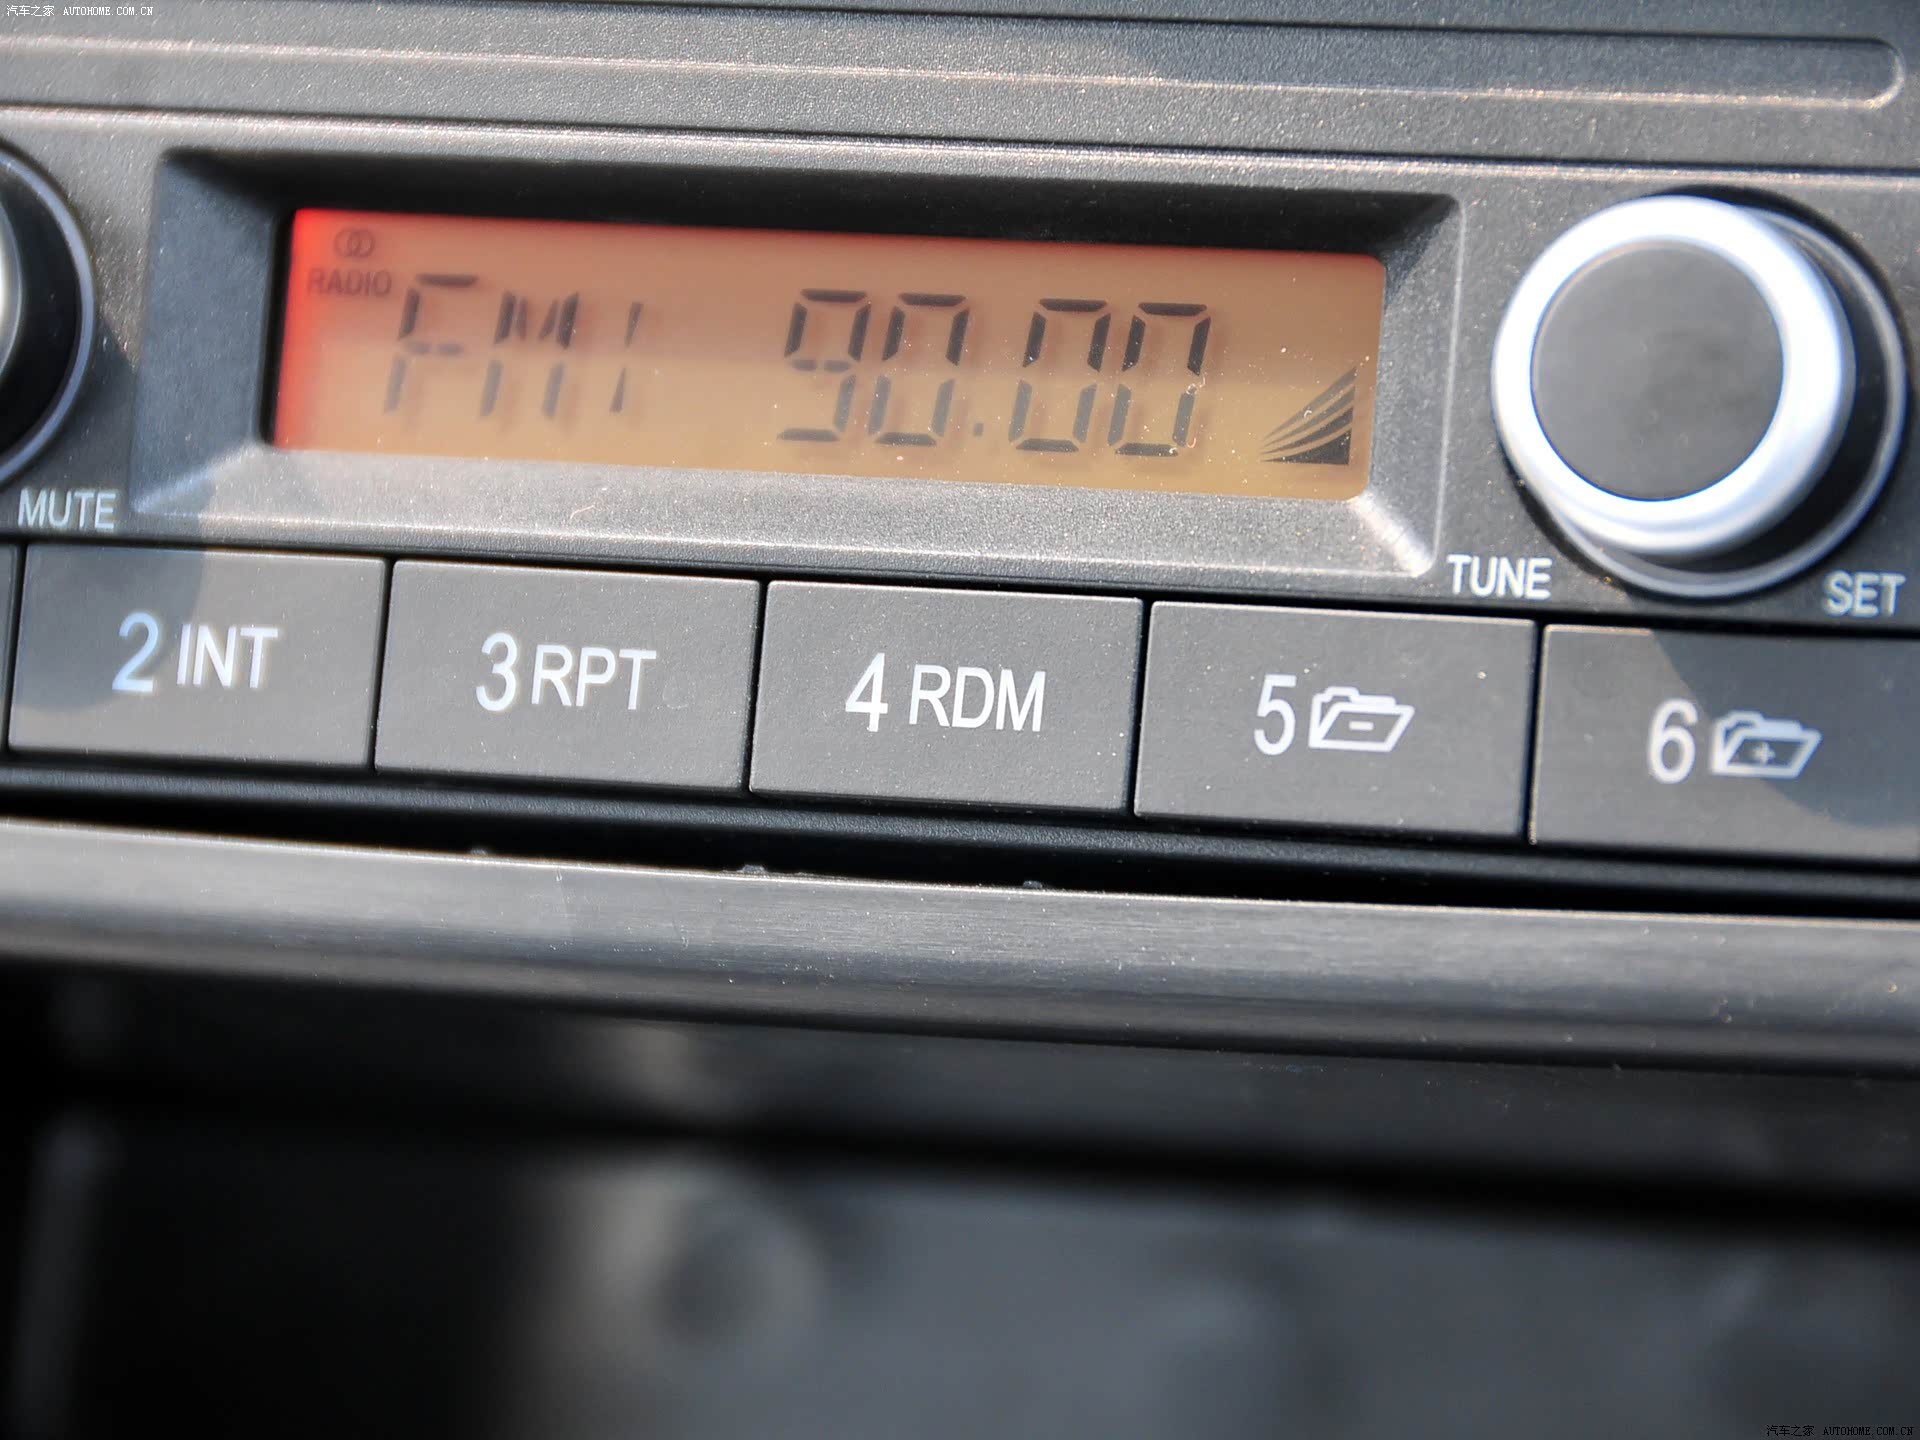 汽车之家 AUTOHOME.COM.CN
RADIO
FM1 90.00
MUTE
TUNE
SET
2 INT
3 RPT
4 RDM
5 -
6 +
汽车之家 AUTOHOME.COM.CN